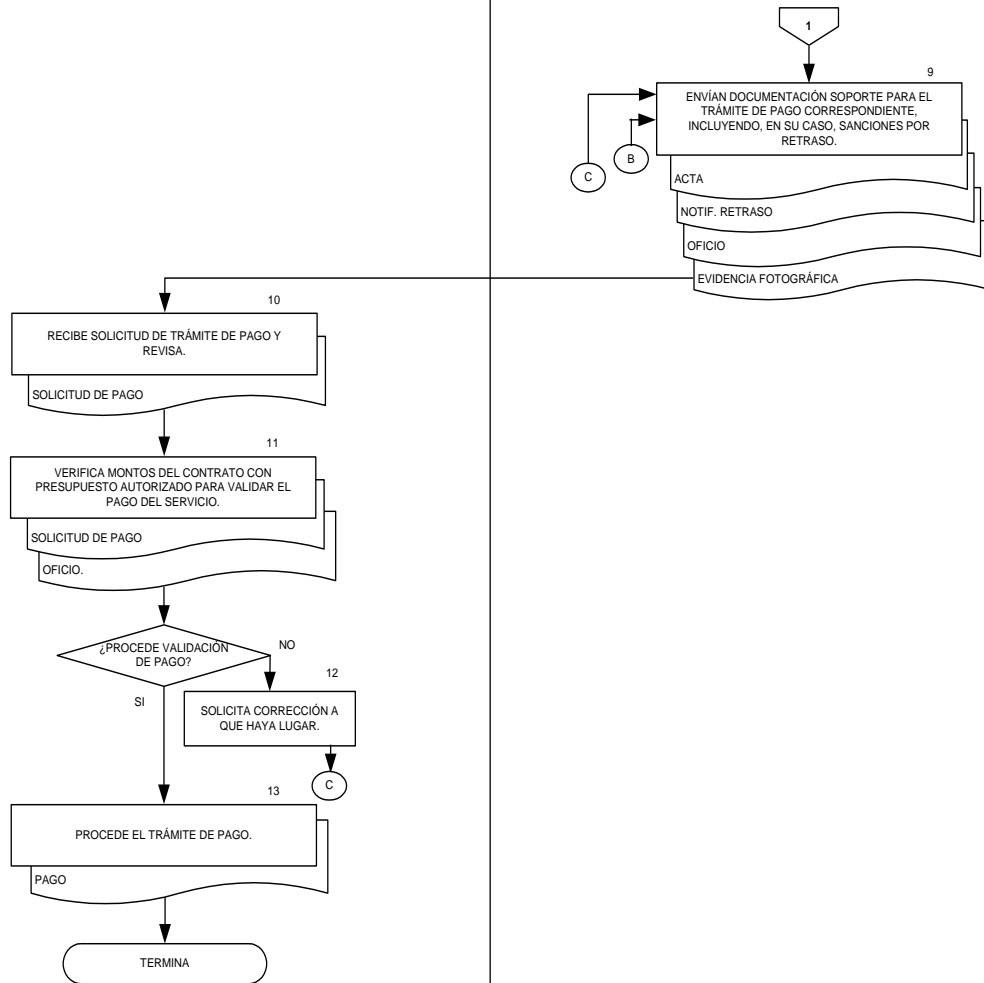 1
9
ENVÍAN DOCUMENTACIÓN SOPORTE PARA EL
TRÁMITE DE PAGO CORRESPONDIENTE,
INCLUYENDO, EN SU CASO, SANCIONES POR
RETRASO.
C
B
ACTA
NOTIF. RETRASO
OFICIO
EVIDENCIA FOTOGRÁFICA
10
RECIBE SOLICITUD DE TRÁMITE DE PAGO Y
REVISA.
SOLICITUD DE PAGO
11
VERIFICA MONTOS DEL CONTRATO CON
PRESUPUESTO AUTORIZADO PARA VALIDAR EL
PAGO DEL SERVICIO.
SOLICITUD DE PAGO
OFICIO.
¿PROCEDE VALIDACIÓN
DE PAGO?
NO
SI
12
SOLICITA CORRECCIÓN A
QUE HAYA LUGAR.
C
13
PROCEDE EL TRÁMITE DE PAGO.
PAGO
TERMINA